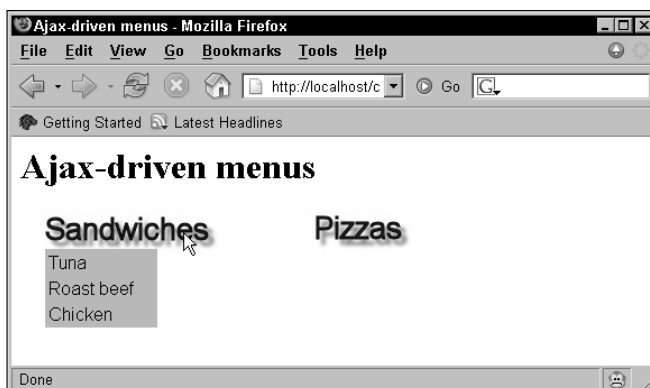 Ajax-driven menus - Mozilla Firefox
File Edit View Go Bookmarks Tools Help
http://localhost/c Go G
Getting Started Latest Headlines
Ajax-driven menus
Sandwiches Pizzas
Tuna
Roast beef
Chicken
Done